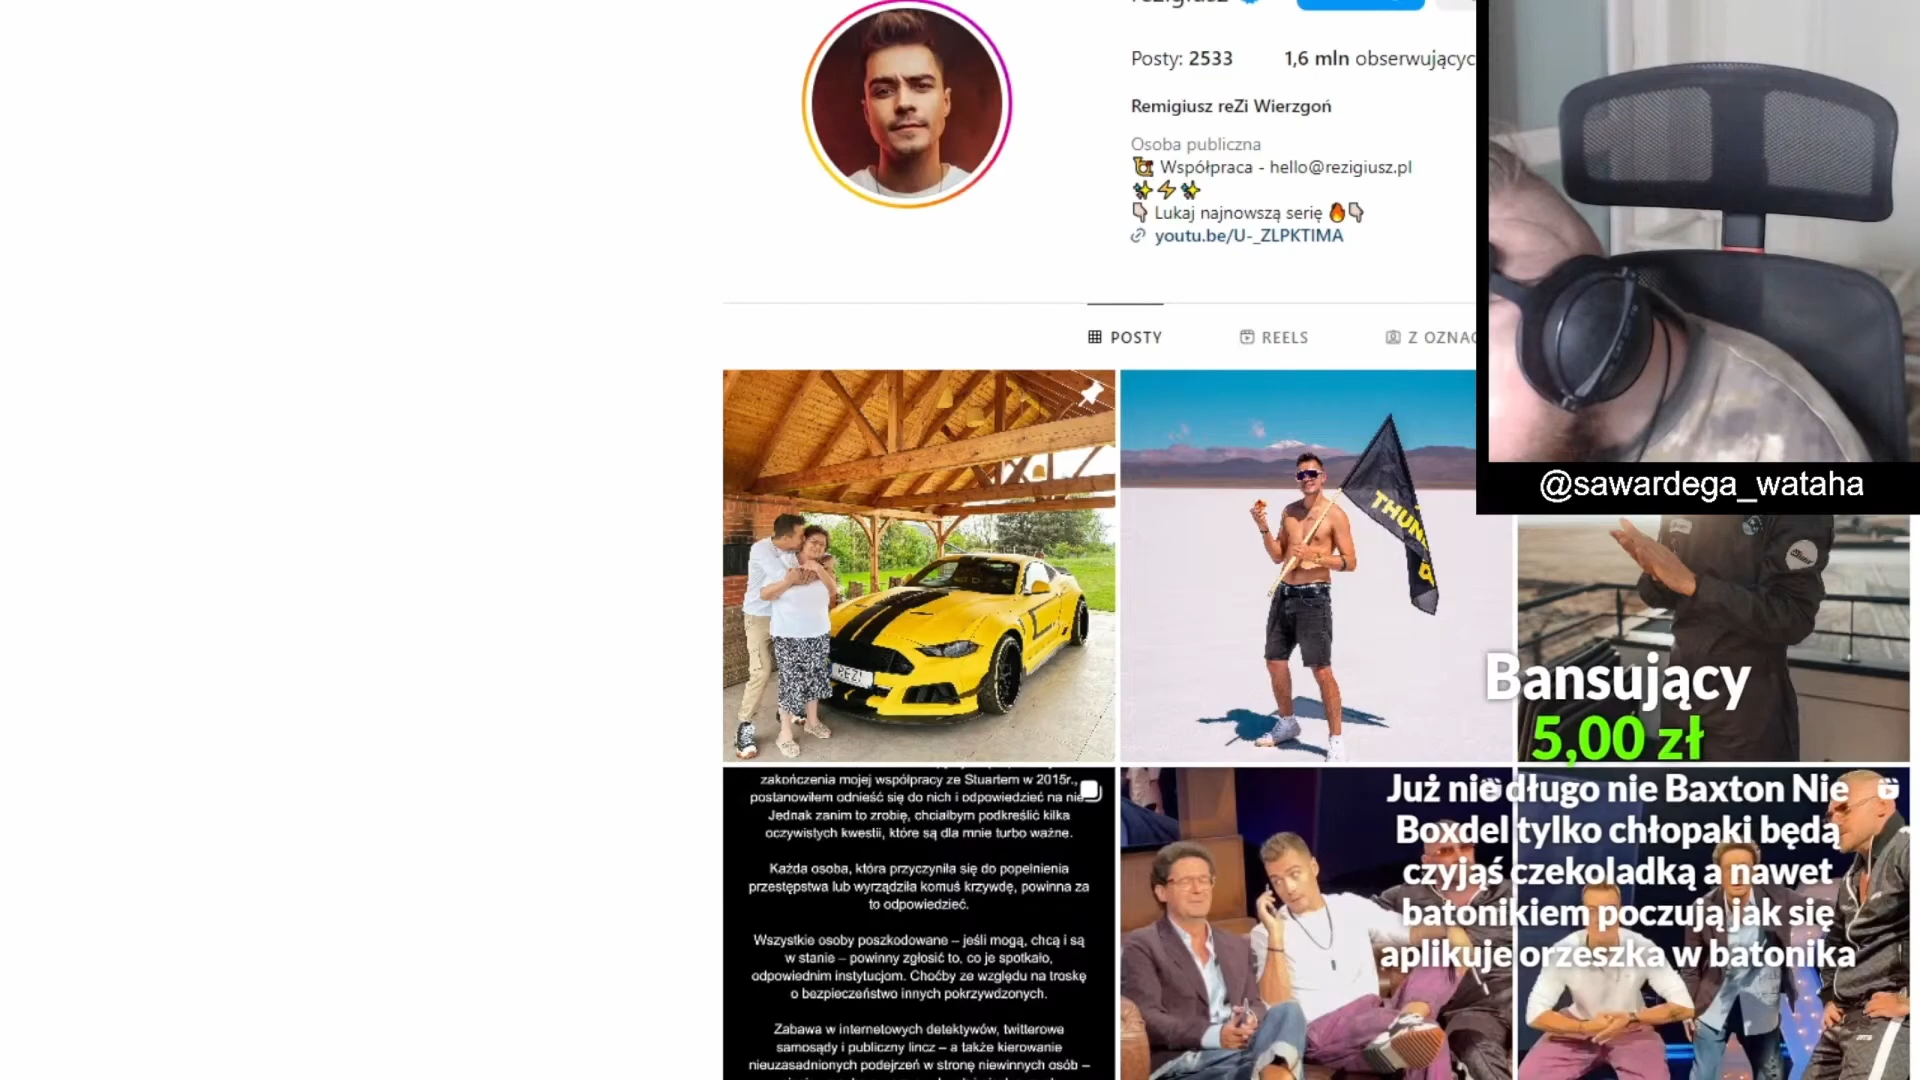 Posty: 2533
1,6 mln obserwując
Remigiusz reZi Wierzgoń
Osoba publiczna
Współpraca - hello@rezigiusz.pl
Lukaj najnowszą serię
youtu.be/U-_ZLPKTIMA
POSTY
REELS
Z OZNAC
@sawardega_wataha
THUN
REZI
Bansujący
5,00 zł
Już niedługo nie Baxton Nie
Boxdel tylko chłopaki będą
czyjąś czekoladką a nawet
batonikiem poczują jak się
aplikuje orzeszka w batonika
zakończenia mojej współpracy ze Stuartem w 2015r.,
postanowiłem odnieść się do nich i odpowiedzieć na nie
Jednak zanim to zrobię, chciałbym podkreślić kilka
oczywistych kwestii, które są dla mnie turbo ważne.
Każda osoba, która przyczyniła się do popełnienia
przestępstwa lub wyrządziła komuś krzywdę, powinna za
to odpowiedzieć.
Wszystkie osoby poszkodowane – jeśli mogą, chcą i są
w stanie – powinny zgłosić to, co je spotkało,
odpowiednim instytucjom. Choćby ze względu na troskę
o bezpieczeństwo innych pokrzywdzonych.
Zabawa w internetowych detektywów, twitterowe
samosądy i publiczny lincz – a także kierowanie
nieuzasadnionych podejrzeń w stronę niewinnych osób –